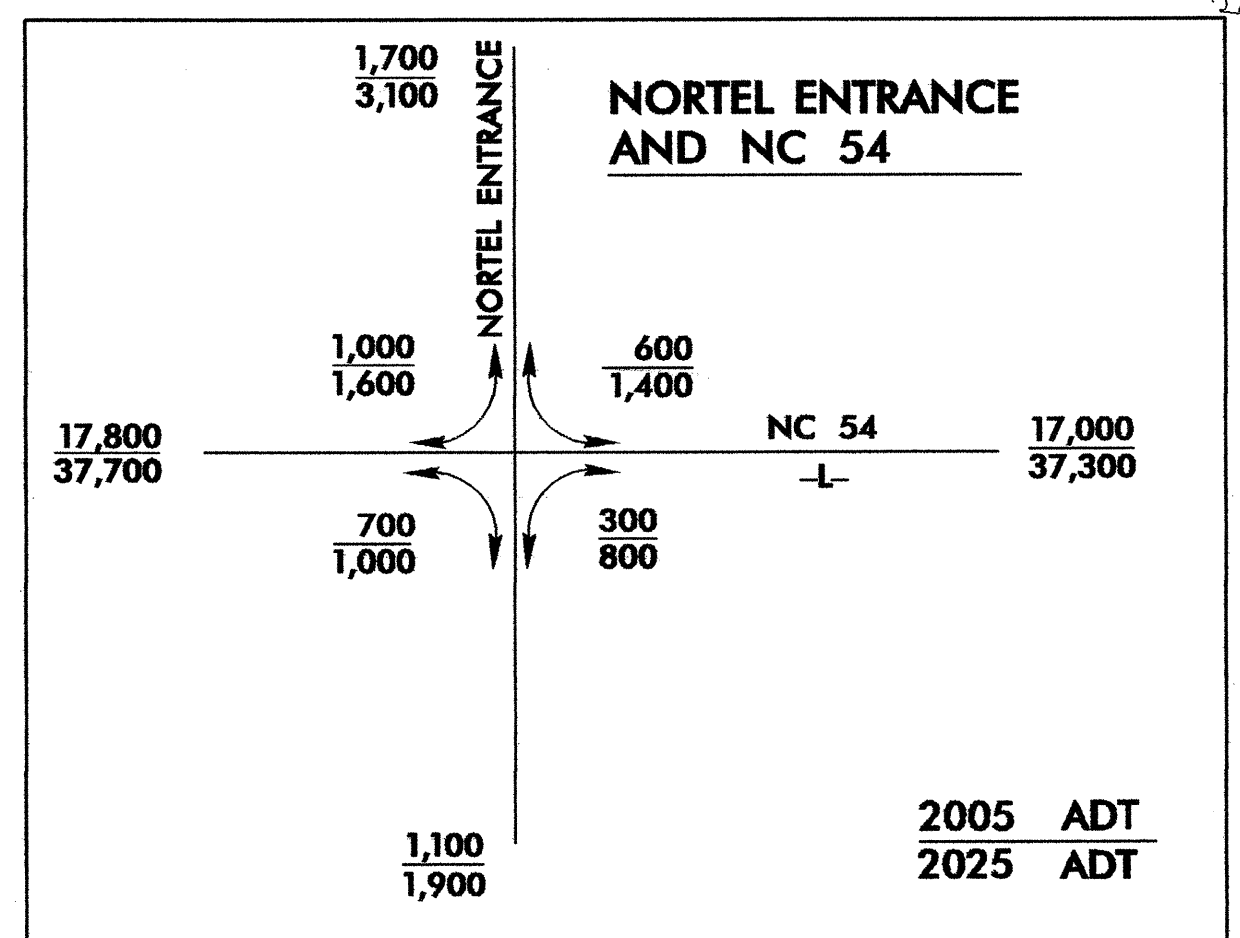 1,700
3,100
NORTEL ENTRANCE
NORTEL ENTRANCE
AND NC 54
1,000
1,600
600
1,400
17,800
37,700
NC 54
-L-
17,000
37,300
700
1,000
300
800
1,100
1,900
2005 ADT
2025 ADT